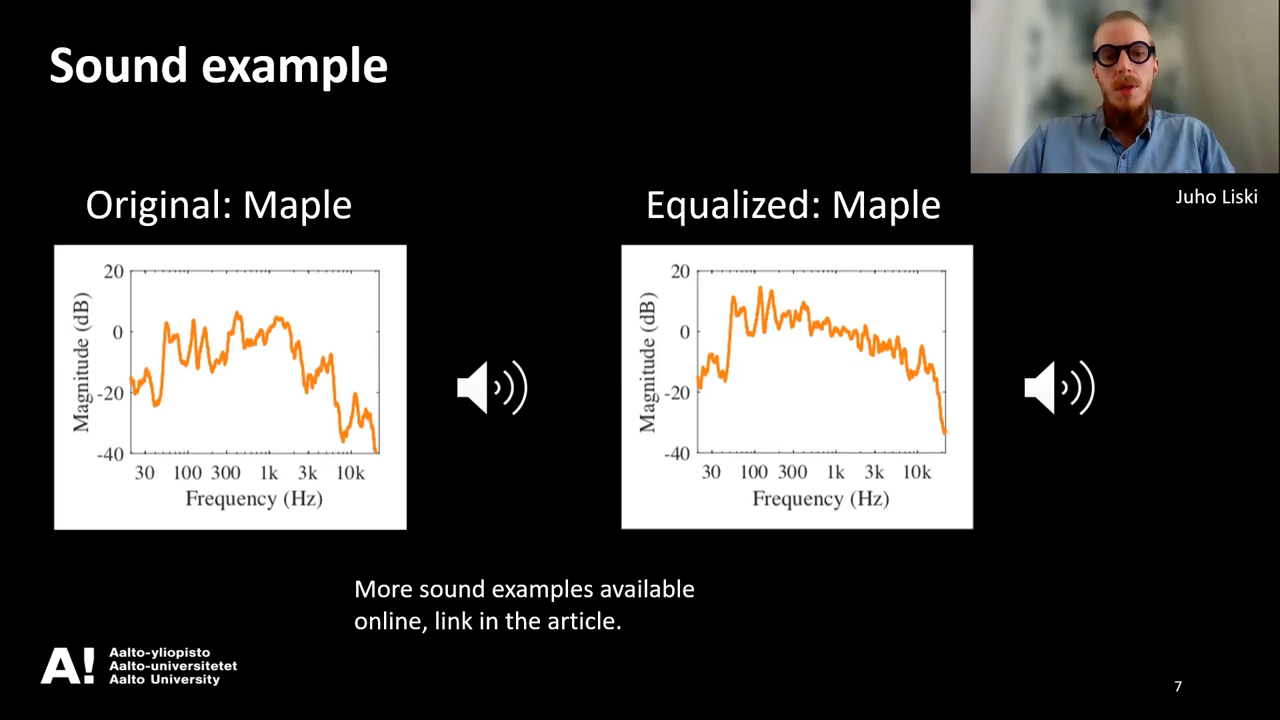 Sound example
Juho Liski
Original: Maple
Equalized: Maple
20
0
-20
-40
Magnitude (dB)
30 100 300 1k 3k 10k
Frequency (Hz)
20
0
-20
-40
Magnitude (dB)
30 100 300 1k 3k 10k
Frequency (Hz)
More sound examples available
online, link in the article.
A!
Aalto-yliopisto
Aalto-universitetet
Aalto University
7